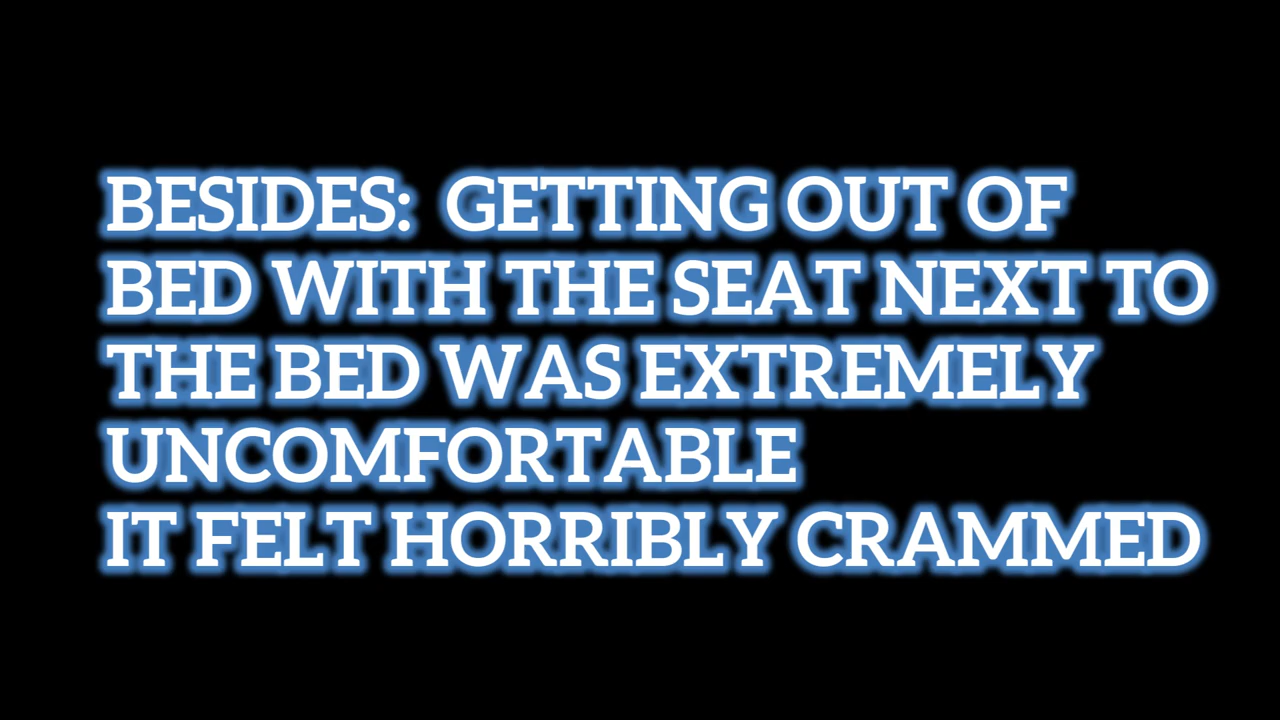 BESIDES:  GETTING OUT OF
BED WITH THE SEAT NEXT TO
THE BED WAS EXTREMELY
UNCOMFORTABLE
IT FELT HORRIBLY CRAMMED